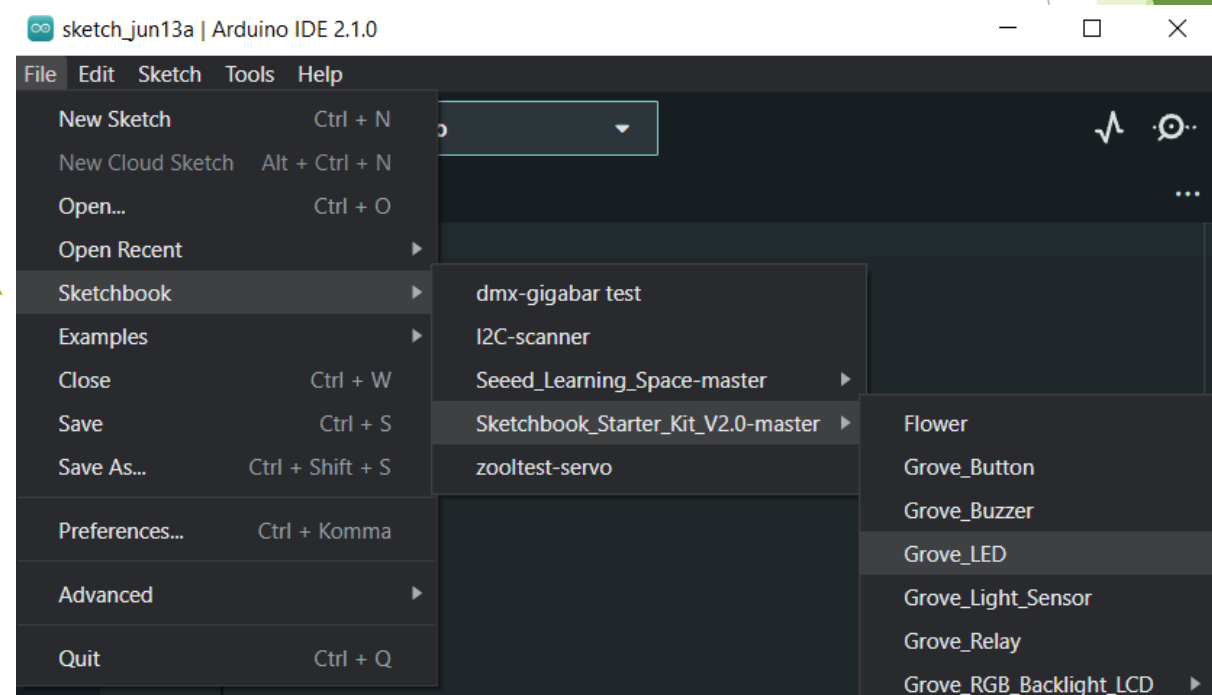 sketch_jun13a | Arduino IDE 2.1.0
File Edit Sketch Tools Help
New Sketch Ctrl + N
New Cloud Sketch Alt + Ctrl + N
Open... Ctrl + O
Open Recent
Sketchbook
Examples
Close Ctrl + W
Save Ctrl + S
Save As... Ctrl + Shift + S
Preferences... Ctrl + Komma
Advanced
Quit Ctrl + Q
dmx-gigabar test
I2C-scanner
Seeed_Learning_Space-master
Sketchbook_Starter_Kit_V2.0-master
zooltest-servo
Flower
Grove_Button
Grove_Buzzer
Grove_LED
Grove_Light_Sensor
Grove_Relay
Grove_RGB_Backlight_LCD